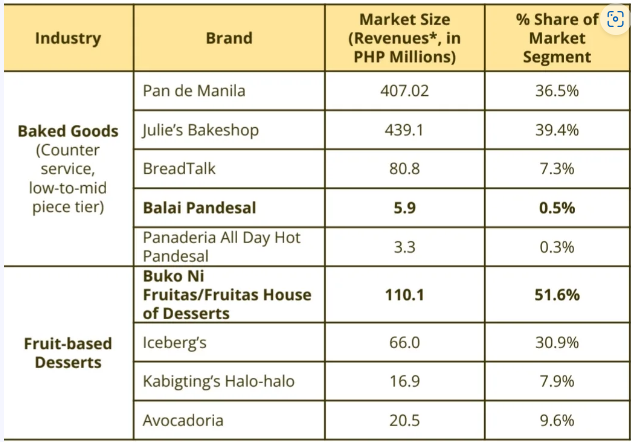 Industry
Brand
Market Size
(Revenues*, in
PHP Millions)
% Share of
Market
Segment
Baked Goods
(Counter
service,
low-to-mid
piece tier)
Pan de Manila 407.02 36.5%
Julie's Bakeshop 439.1 39.4%
BreadTalk 80.8 7.3%
Balai Pandesal 5.9 0.5%
Panaderia All Day Hot
Pandesal 3.3 0.3%
Fruit-based
Desserts
Buko Ni
Fruitas/Fruitas House
of Desserts 110.1 51.6%
Iceberg's 66.0 30.9%
Kabigting's Halo-halo 16.9 7.9%
Avocadoria 20.5 9.6%